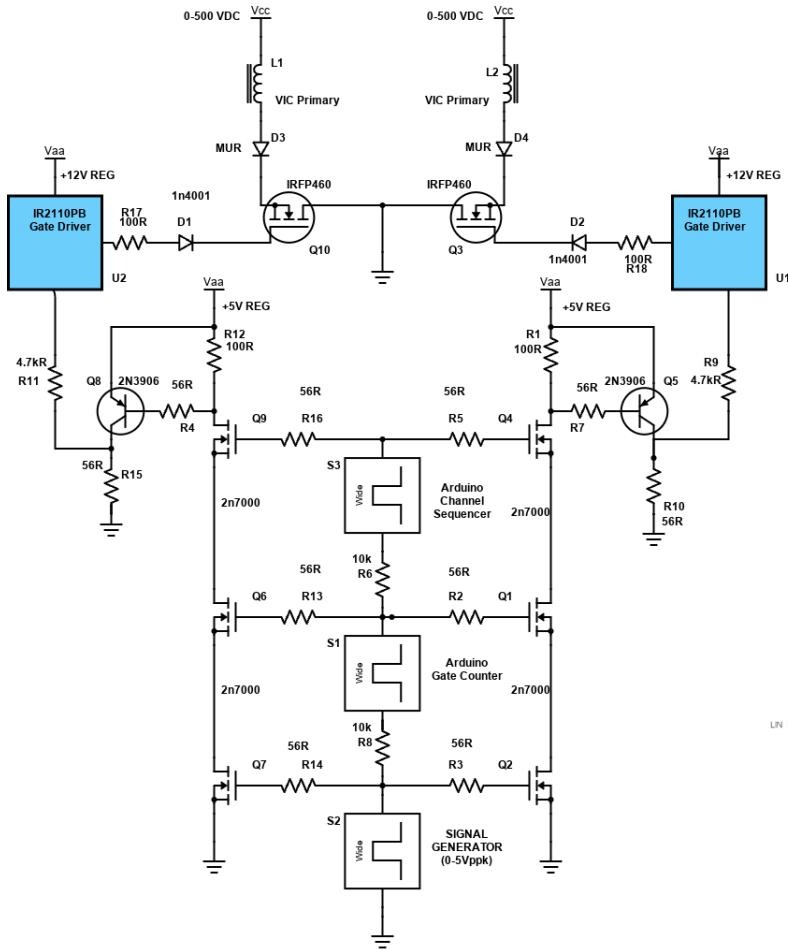 0-500 VDC
Vcc
0-500 VDC
Vcc
L1
L2
VIC Primary
VIC Primary
D3
D4
MUR
MUR
Vaa
Vaa
+12V REG
+12V REG
IRFP460
IRFP460
1n4001
R17
100R
D1
D2
IR2110PB
Gate Driver
IR2110PB
Gate Driver
Q10
Q3
1n4001
100R
R18
U2
U1
Vaa
Vaa
+5V REG
+5V REG
R12
100R
R1
100R
4.7kR
R11
Q8
2N3906
56R
R4
56R
R7
2N3906
Q5
R9
4.7kR
56R
56R
Q9
R16
R5
Q4
56R
R15
S3
Wide
Arduino
Channel
Sequencer
R10
56R
2n7000
2n7000
56R
10k
R6
56R
Q6
R13
R2
Q1
S1
Wide
Arduino
Gate Counter
2n7000
2n7000
LIN
56R
10k
R8
56R
Q7
R14
R3
Q2
S2
Wide
SIGNAL
GENERATOR
(0-5Vppk)